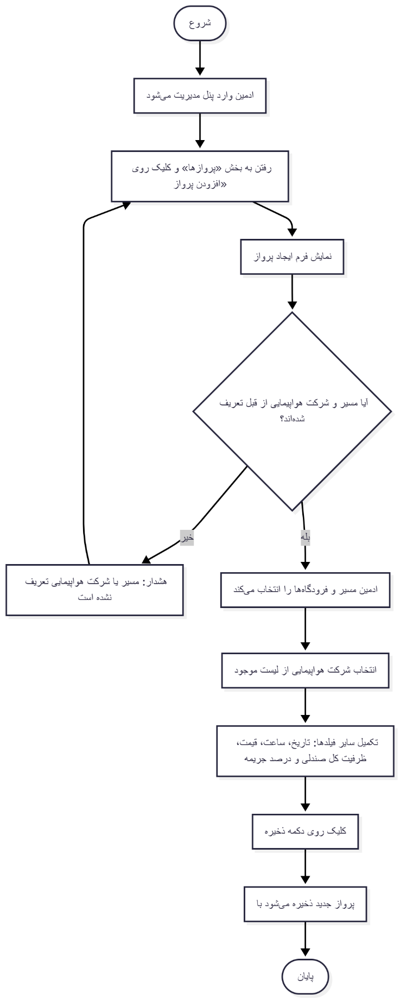 شروع
ادمین وارد پنل مدیریت می‌شود
رفتن به بخش «پروازها» و کلیک روی
«افزودن پرواز
نمایش فرم ایجاد پرواز
آیا مسیر و شرکت هواپیمایی از قبل تعریف
شده‌اند؟
خیر
بله
هشدار: مسیر یا شرکت هواپیمایی تعریف
نشده است
ادمین مسیر و فرودگاه‌ها را انتخاب می‌کند
انتخاب شرکت هواپیمایی از لیست موجود
تکمیل سایر فیلدها: تاریخ، ساعت، قیمت،
ظرفیت کل صندلی و درصد جریمه
کلیک روی دکمه ذخیره
پرواز جدید ذخیره می‌شود با
پایان